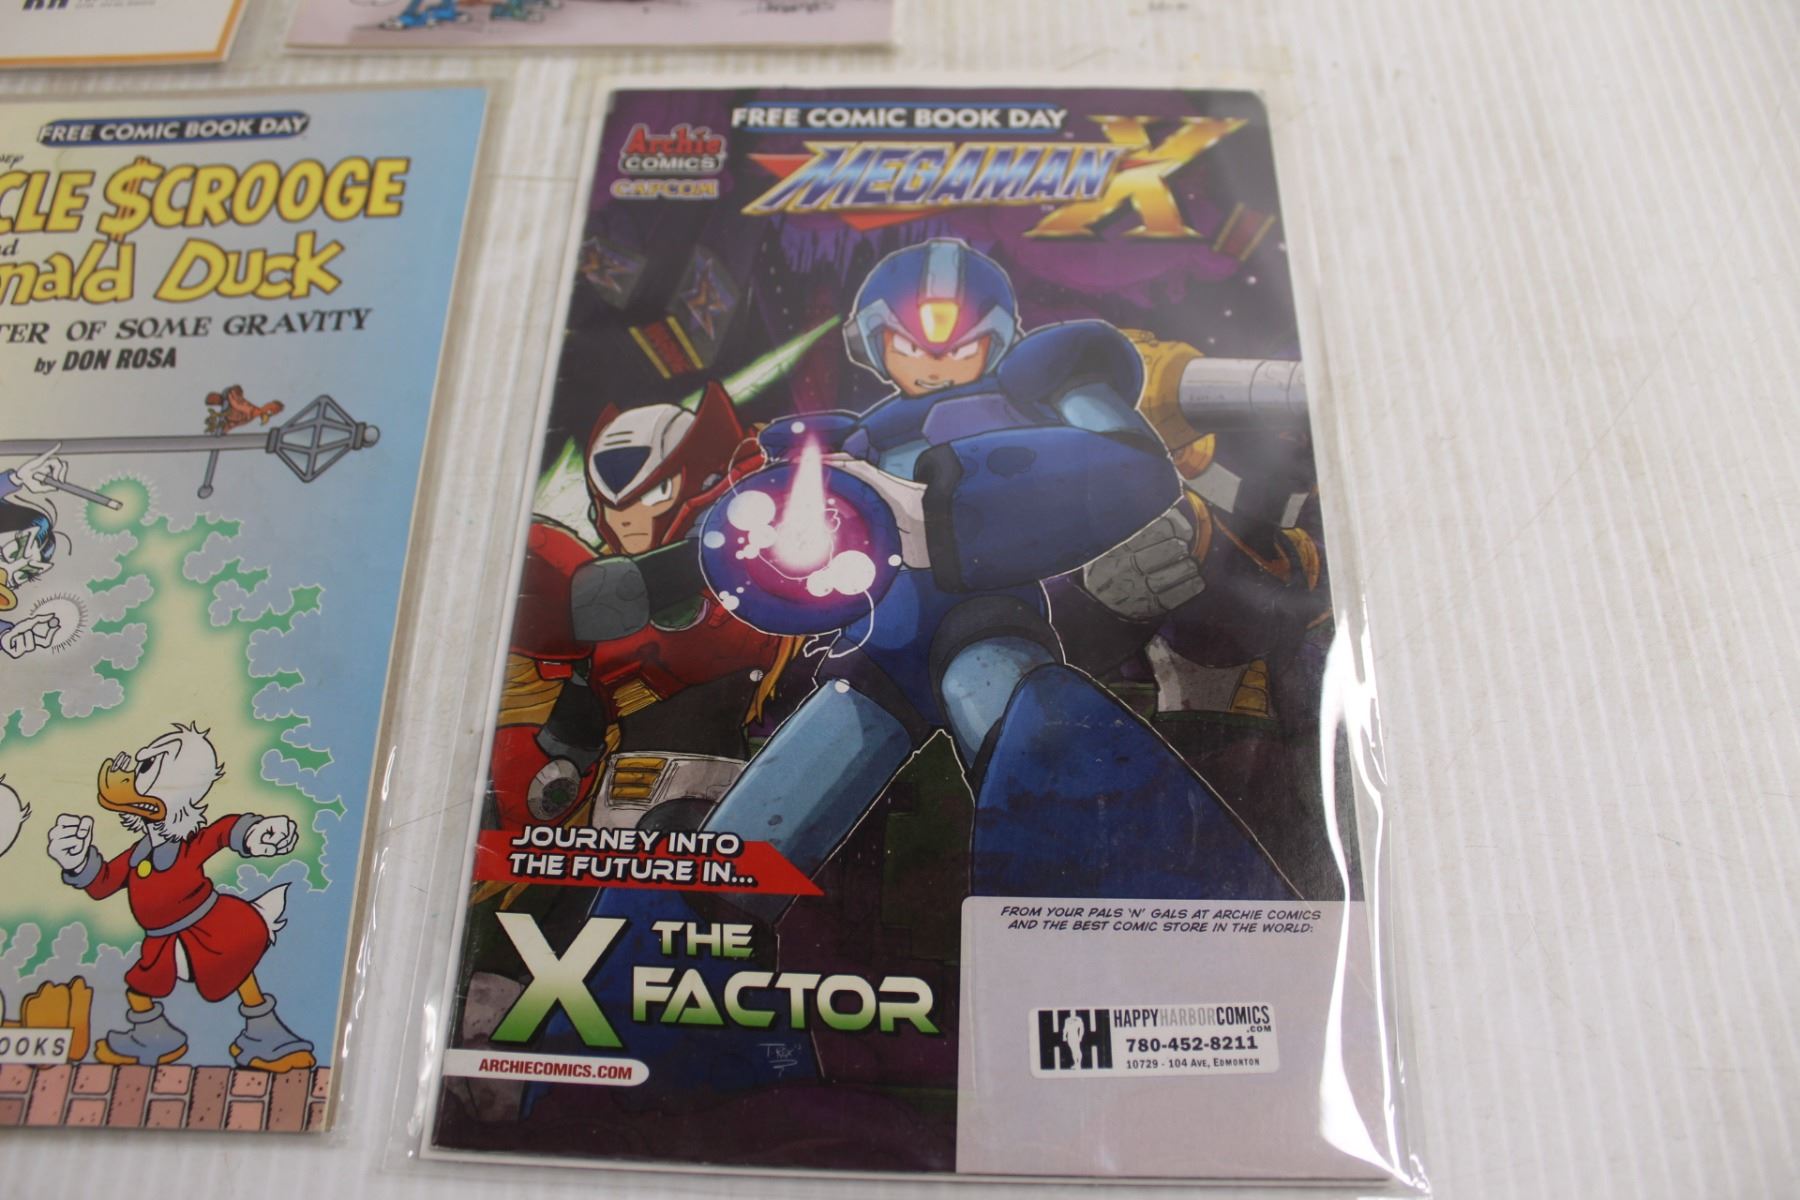 FREE COMIC BOOK DAY
CLE $CROOGE
nald Duck
TER OF SOME GRAVITY
by DON ROSA
OOKS
FREE COMIC BOOK DAY
Archie
COMICS
CAPCOM
MEGAMAN X
JOURNEY INTO
THE FUTURE IN...
X THE
FACTOR
ARCHIECOMICS.COM
FROM YOUR PALS 'N' GALS AT ARCHIE COMICS
AND THE BEST COMIC STORE IN THE WORLD:
HH HAPPYHARBORCOMICS
.COM
780-452-8211
10729 - 104 AVE, EDMONTON